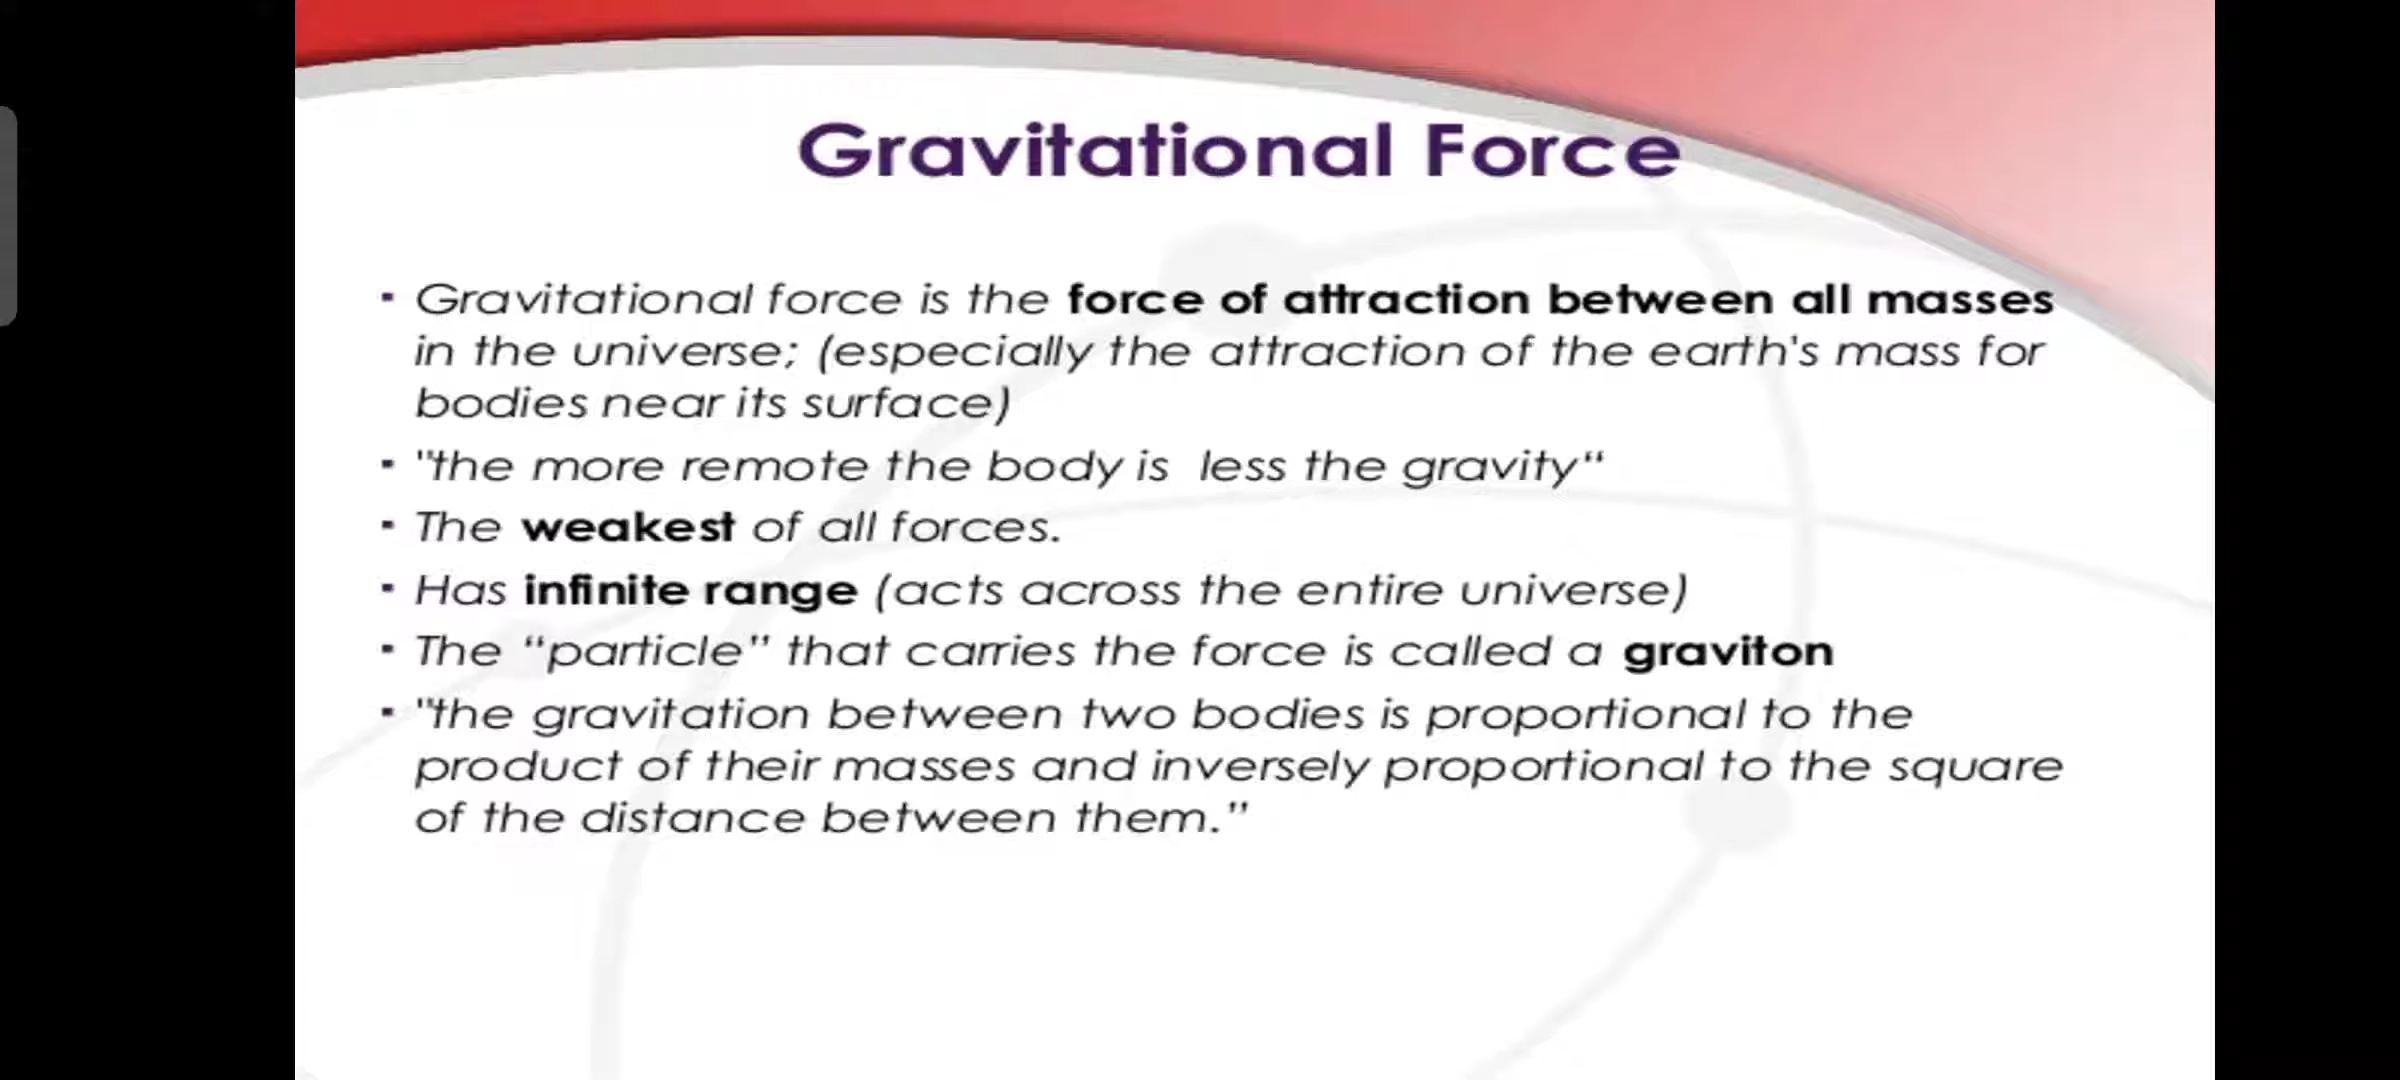 Gravitational Force
▪ Gravitational force is the force of attraction between all masses
in the universe; (especially the attraction of the earth's mass for
bodies near its surface)
▪ "the more remote the body is  less the gravity“
▪ The weakest of all forces.
▪ Has infinite range (acts across the entire universe)
▪ The “particle” that carries the force is called a graviton
▪ "the gravitation between two bodies is proportional to the
product of their masses and inversely proportional to the square
of the distance between them.”